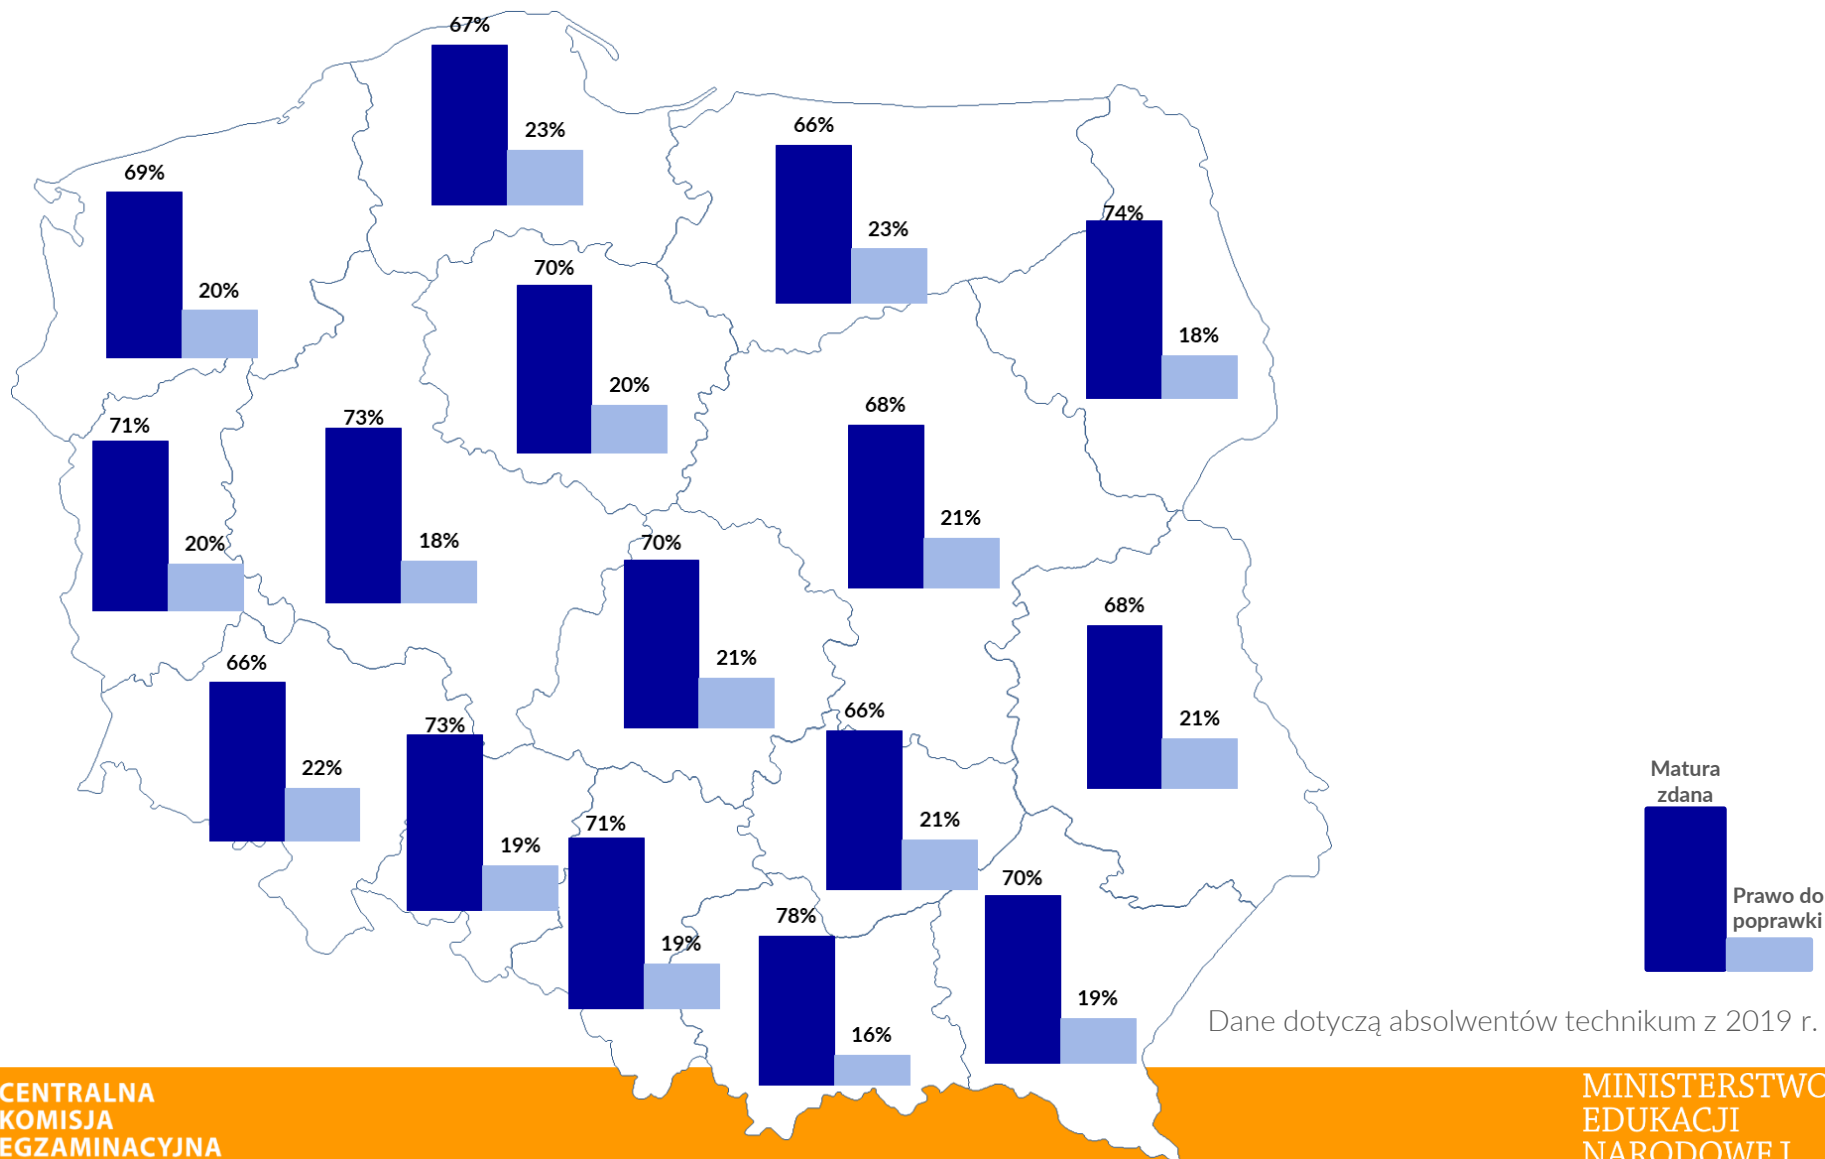 67%
23%
66%
23%
69%
20%
74%
18%
70%
20%
73%
18%
68%
21%
71%
20%
70%
21%
68%
21%
66%
22%
73%
19%
66%
21%
71%
19%
78%
16%
70%
19%
Matura
zdana
Prawo do
poprawki
Dane dotyczą absolwentów technikum z 2019 r.
CENTRALNA
KOMISJA
EGZAMINACYJNA
MINISTERSTWO
EDUKACJI
NARODOWEJ